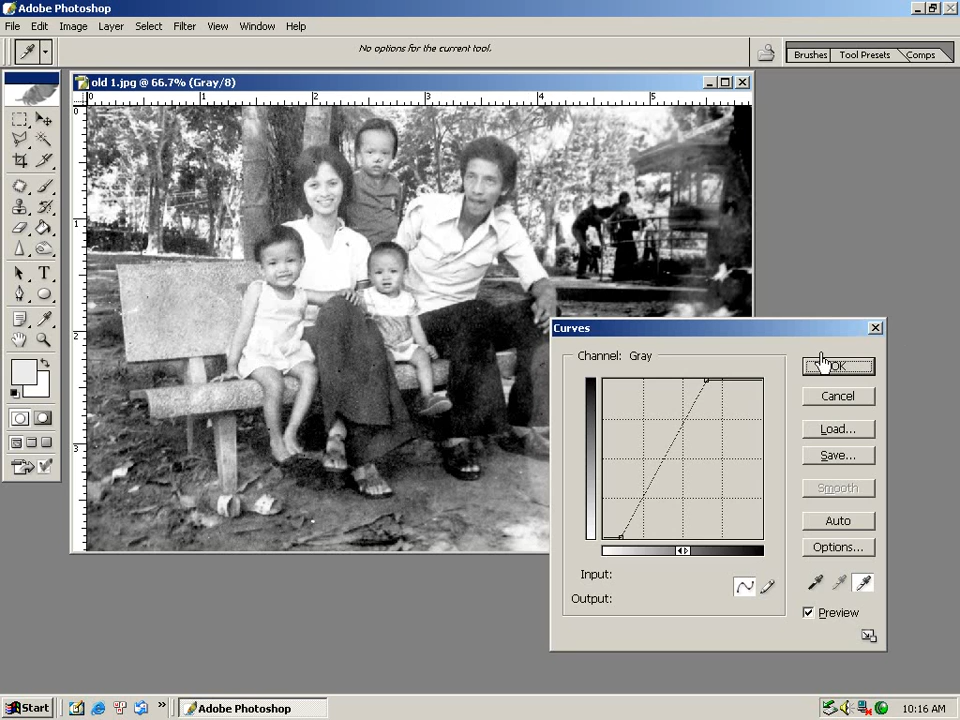 Adobe Photoshop
File Edit Image Layer Select Filter View Window Help
No options for the current tool.
Brushes Tool Presets Comps
old 1.jpg @ 66.7% (Gray/8)
0 1 2 3 4 5
0
1
2
3
T
Curves
Channel: Gray
OK
Cancel
Load...
Save...
Smooth
Auto
Options...
Input:
Output:
Preview
Start
»
Adobe Photoshop
10:16 AM